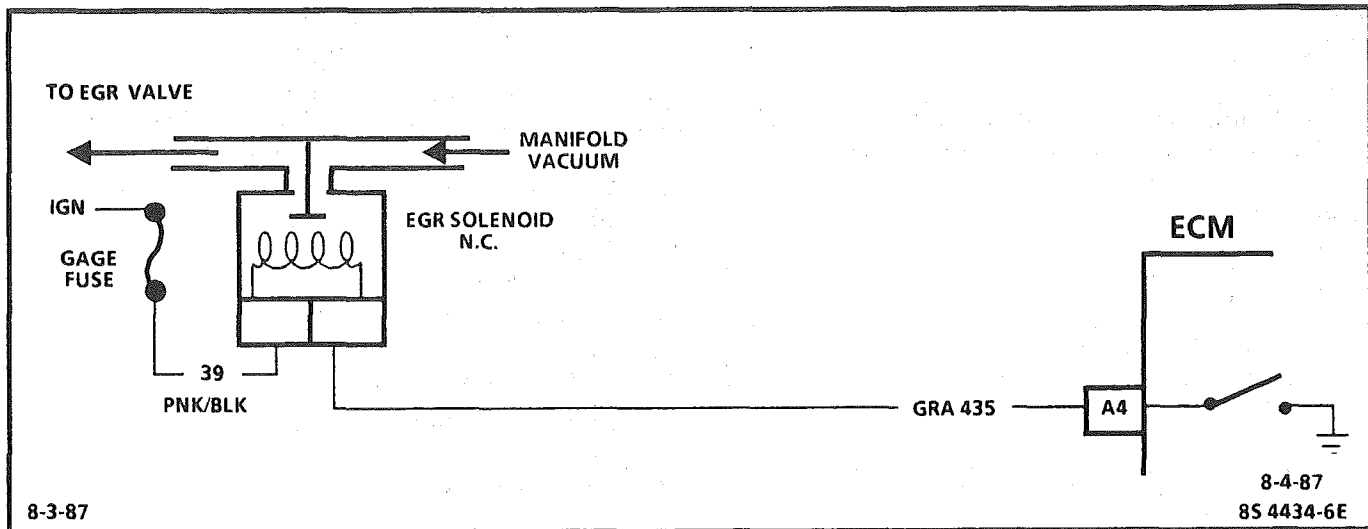 TO EGR VALVE
MANIFOLD
VACUUM
IGN
GAGE
FUSE
EGR SOLENOID
N.C.
ECM
39
PNK/BLK
GRA 435
A4
8-3-87
8-4-87
8S 4434-6E